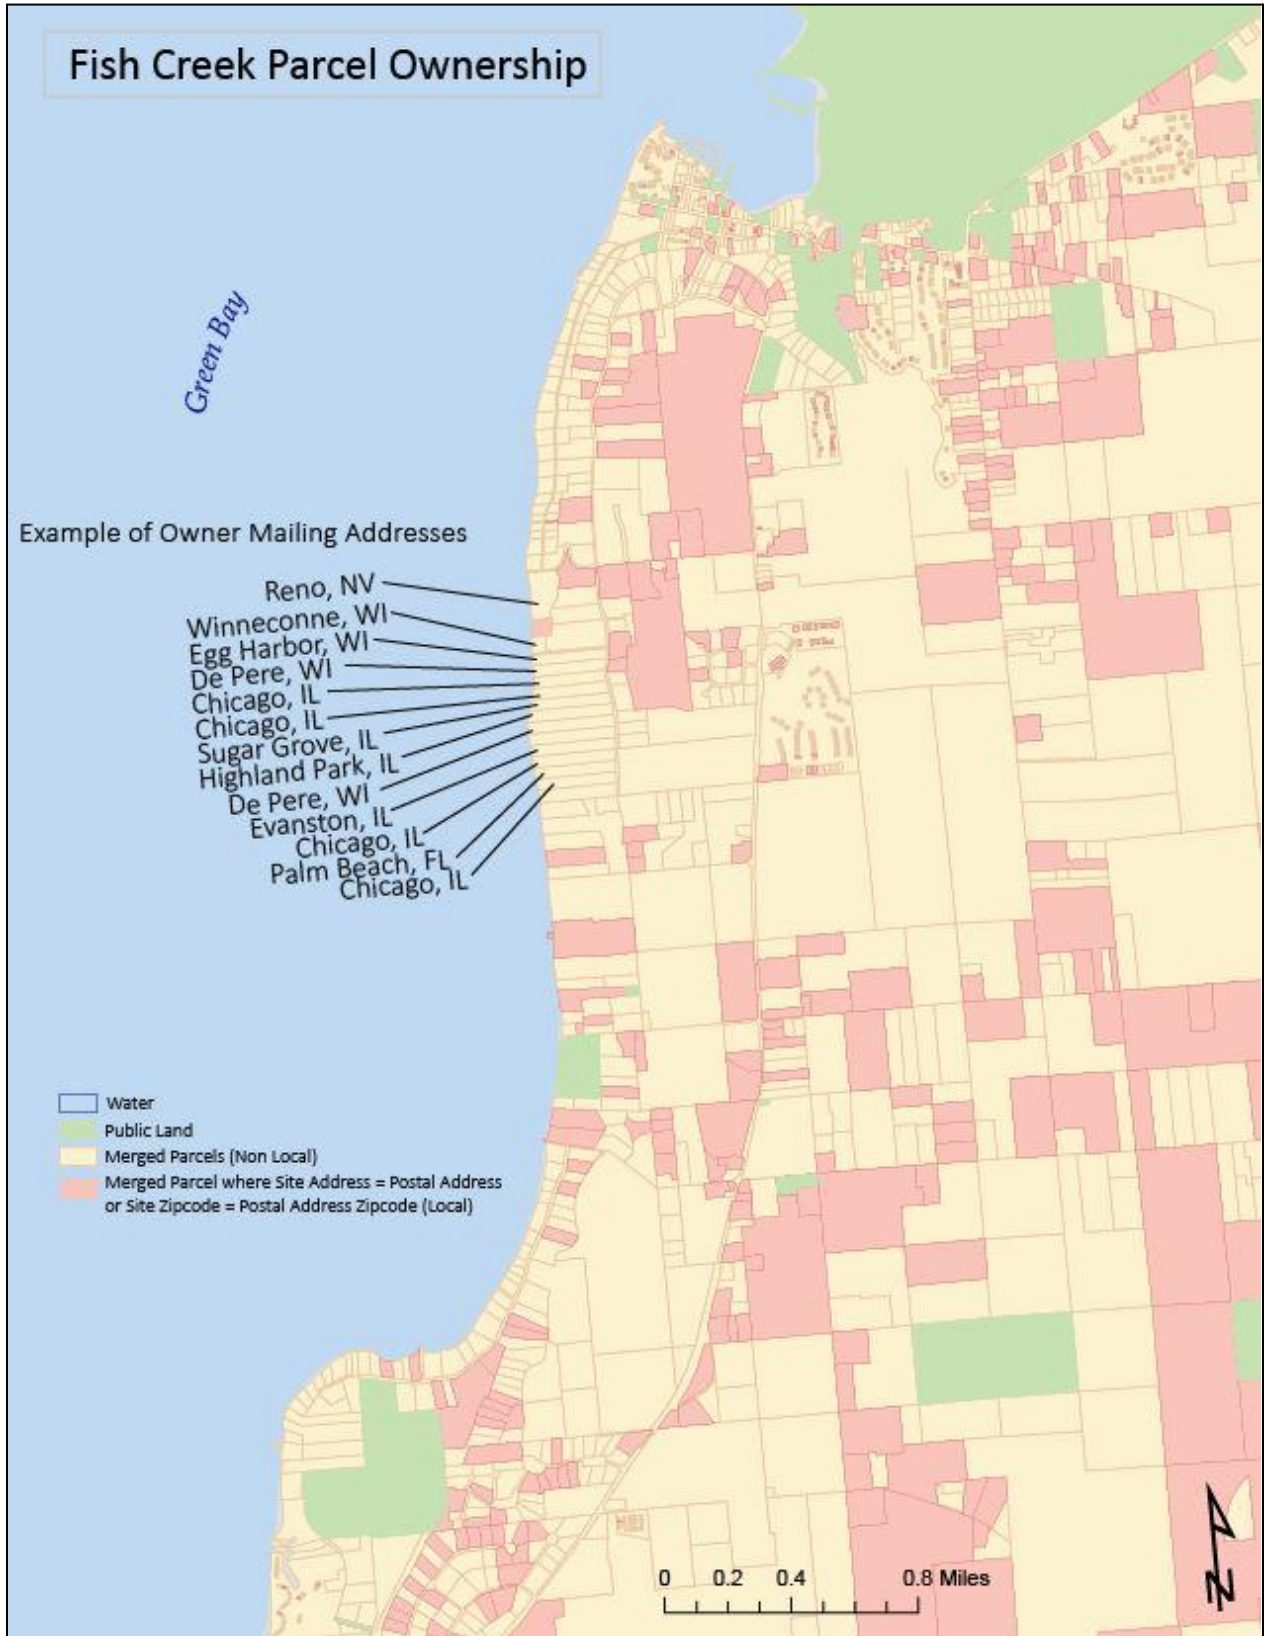 Fish Creek Parcel Ownership
Green Bay
Example of Owner Mailing Addresses
Reno, NV
Winneconne, WI
Egg Harbor, WI
De Pere, WI
Chicago, IL
Chicago, IL
Sugar Grove, IL
Highland Park, IL
De Pere, WI
Evanston, IL
Chicago, IL
Palm Beach, FL
Chicago, IL
Water
Public Land
Merged Parcels (Non Local)
Merged Parcel where Site Address = Postal Address
or Site Zipcode = Postal Address Zipcode (Local)
0 0.2 0.4 0.8 Miles
N